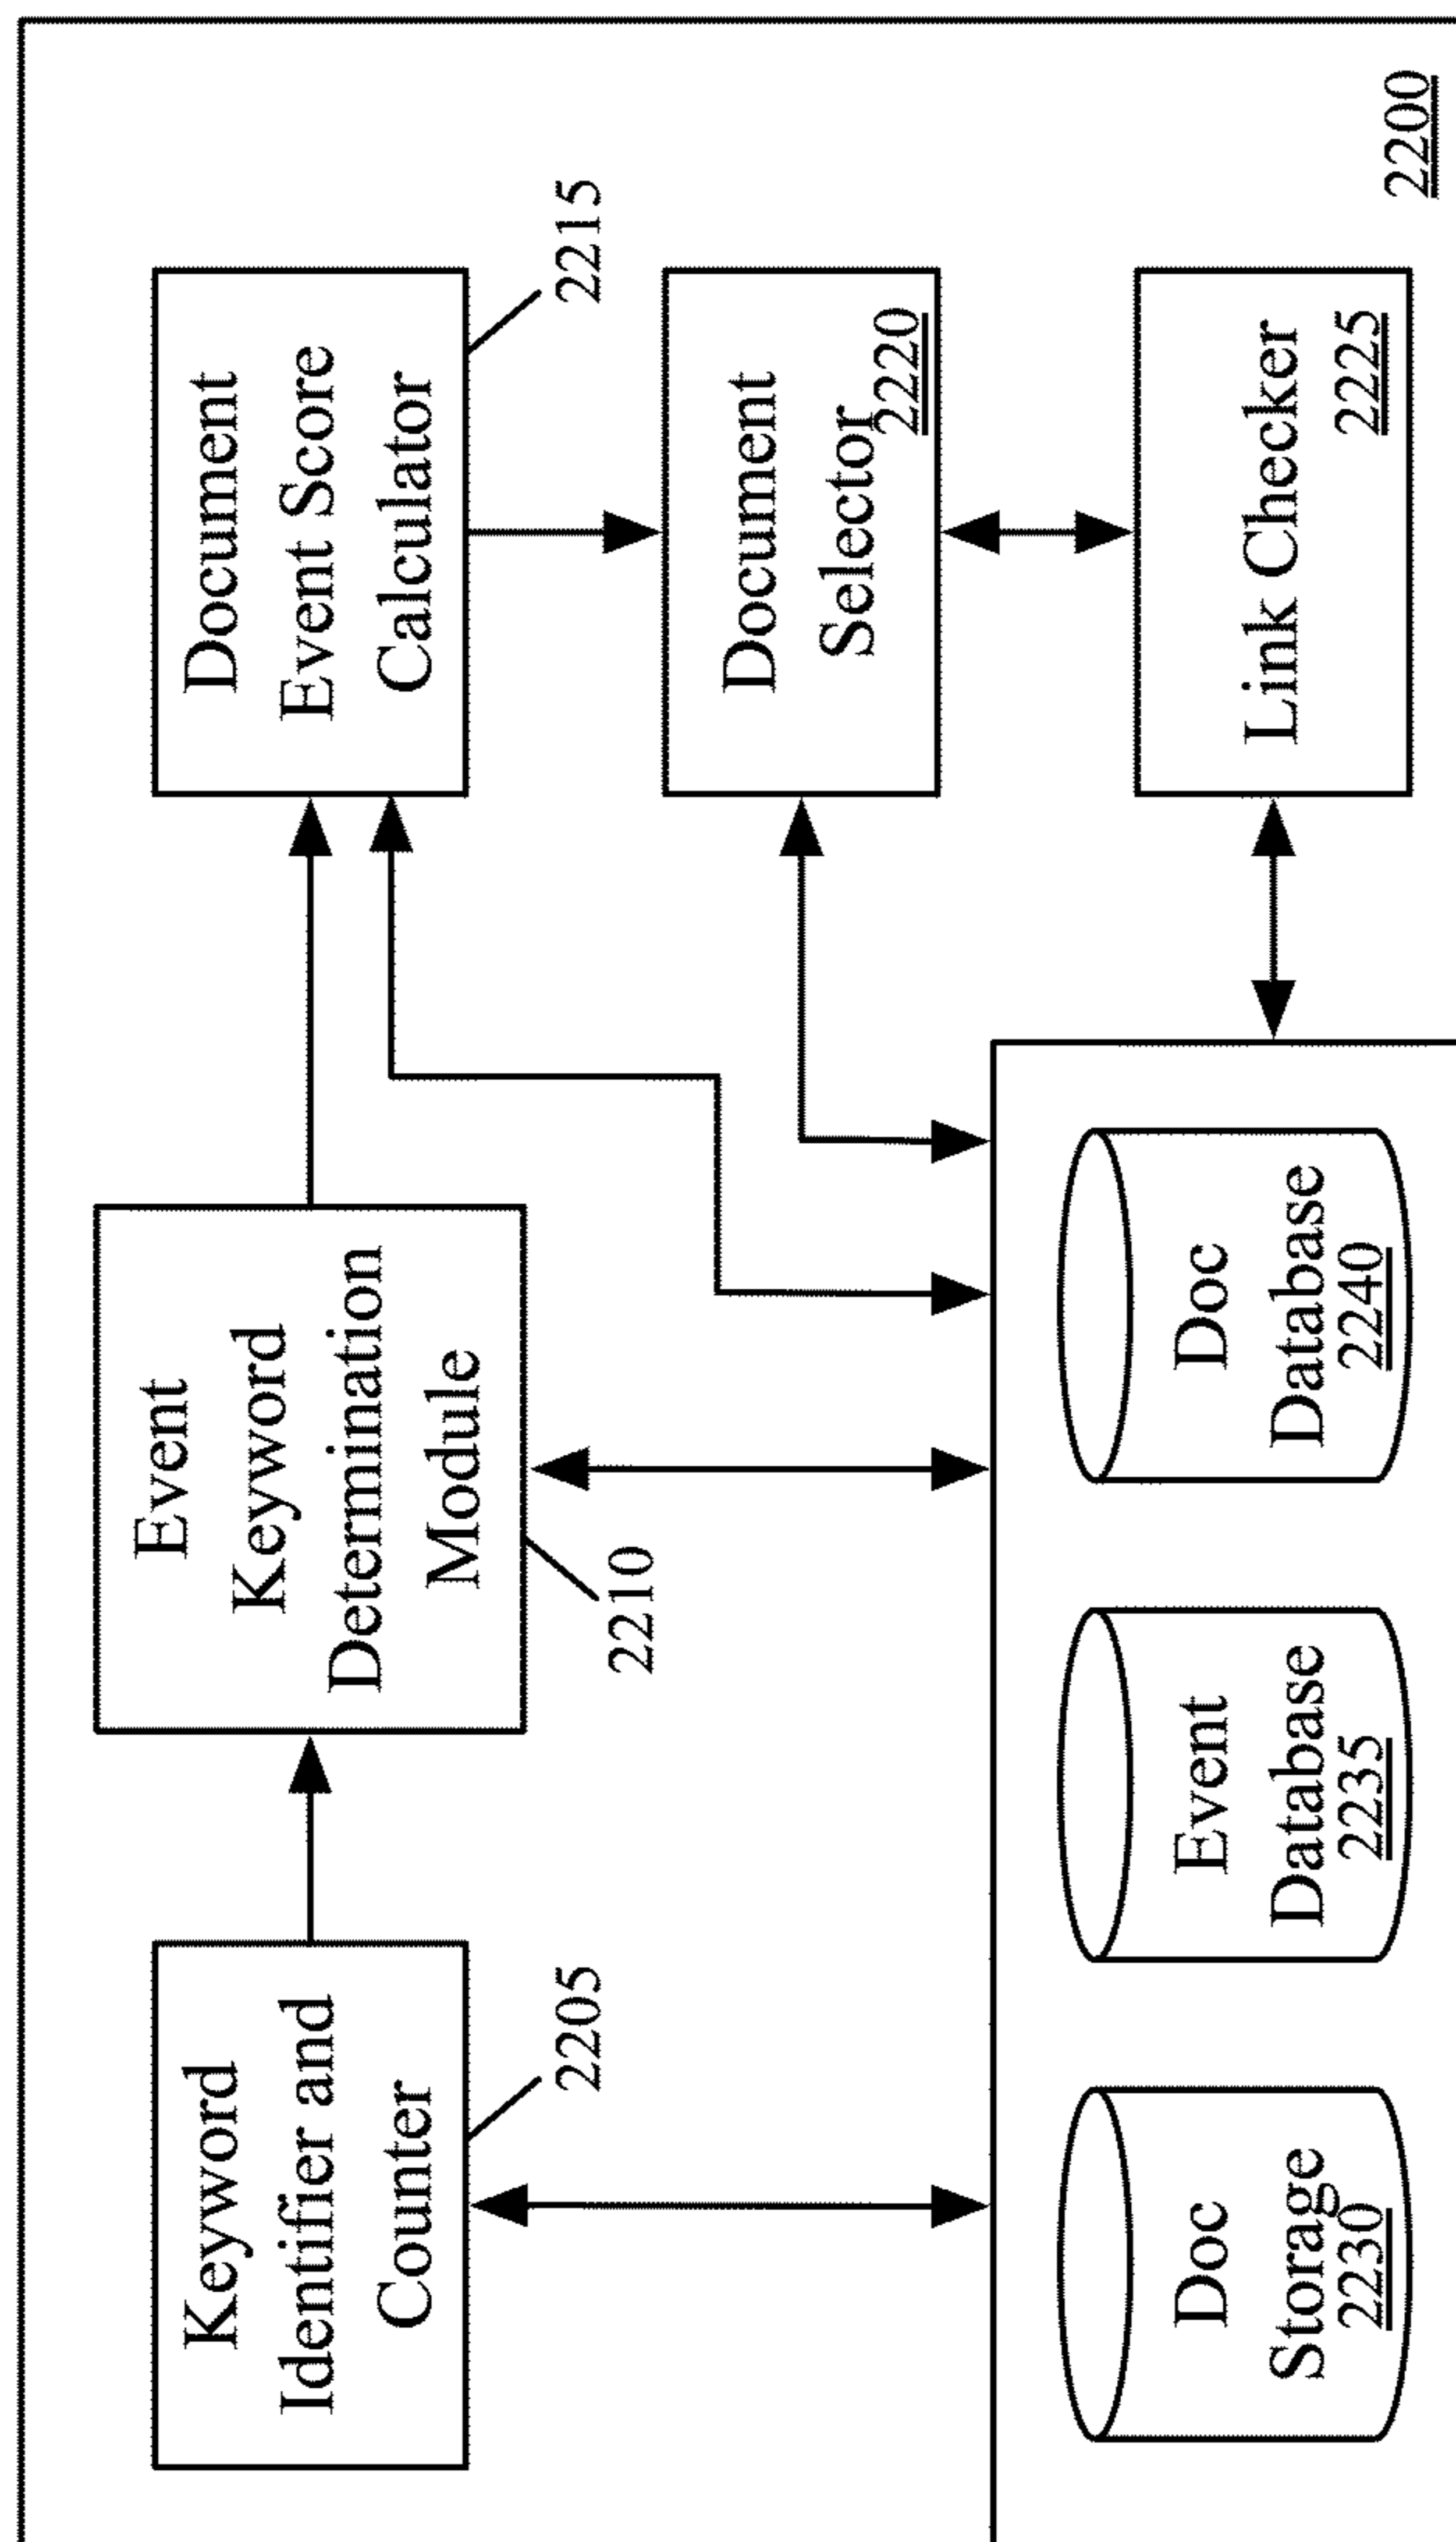 Keyword
Identifier and
Counter
2205
Event
Keyword
Determination
Module
2210
Document
Event Score
Calculator
2215
Document
Selector
2220
Link Checker
2225
Doc
Storage
2230
Event
Database
2235
Doc
Database
2240
2200